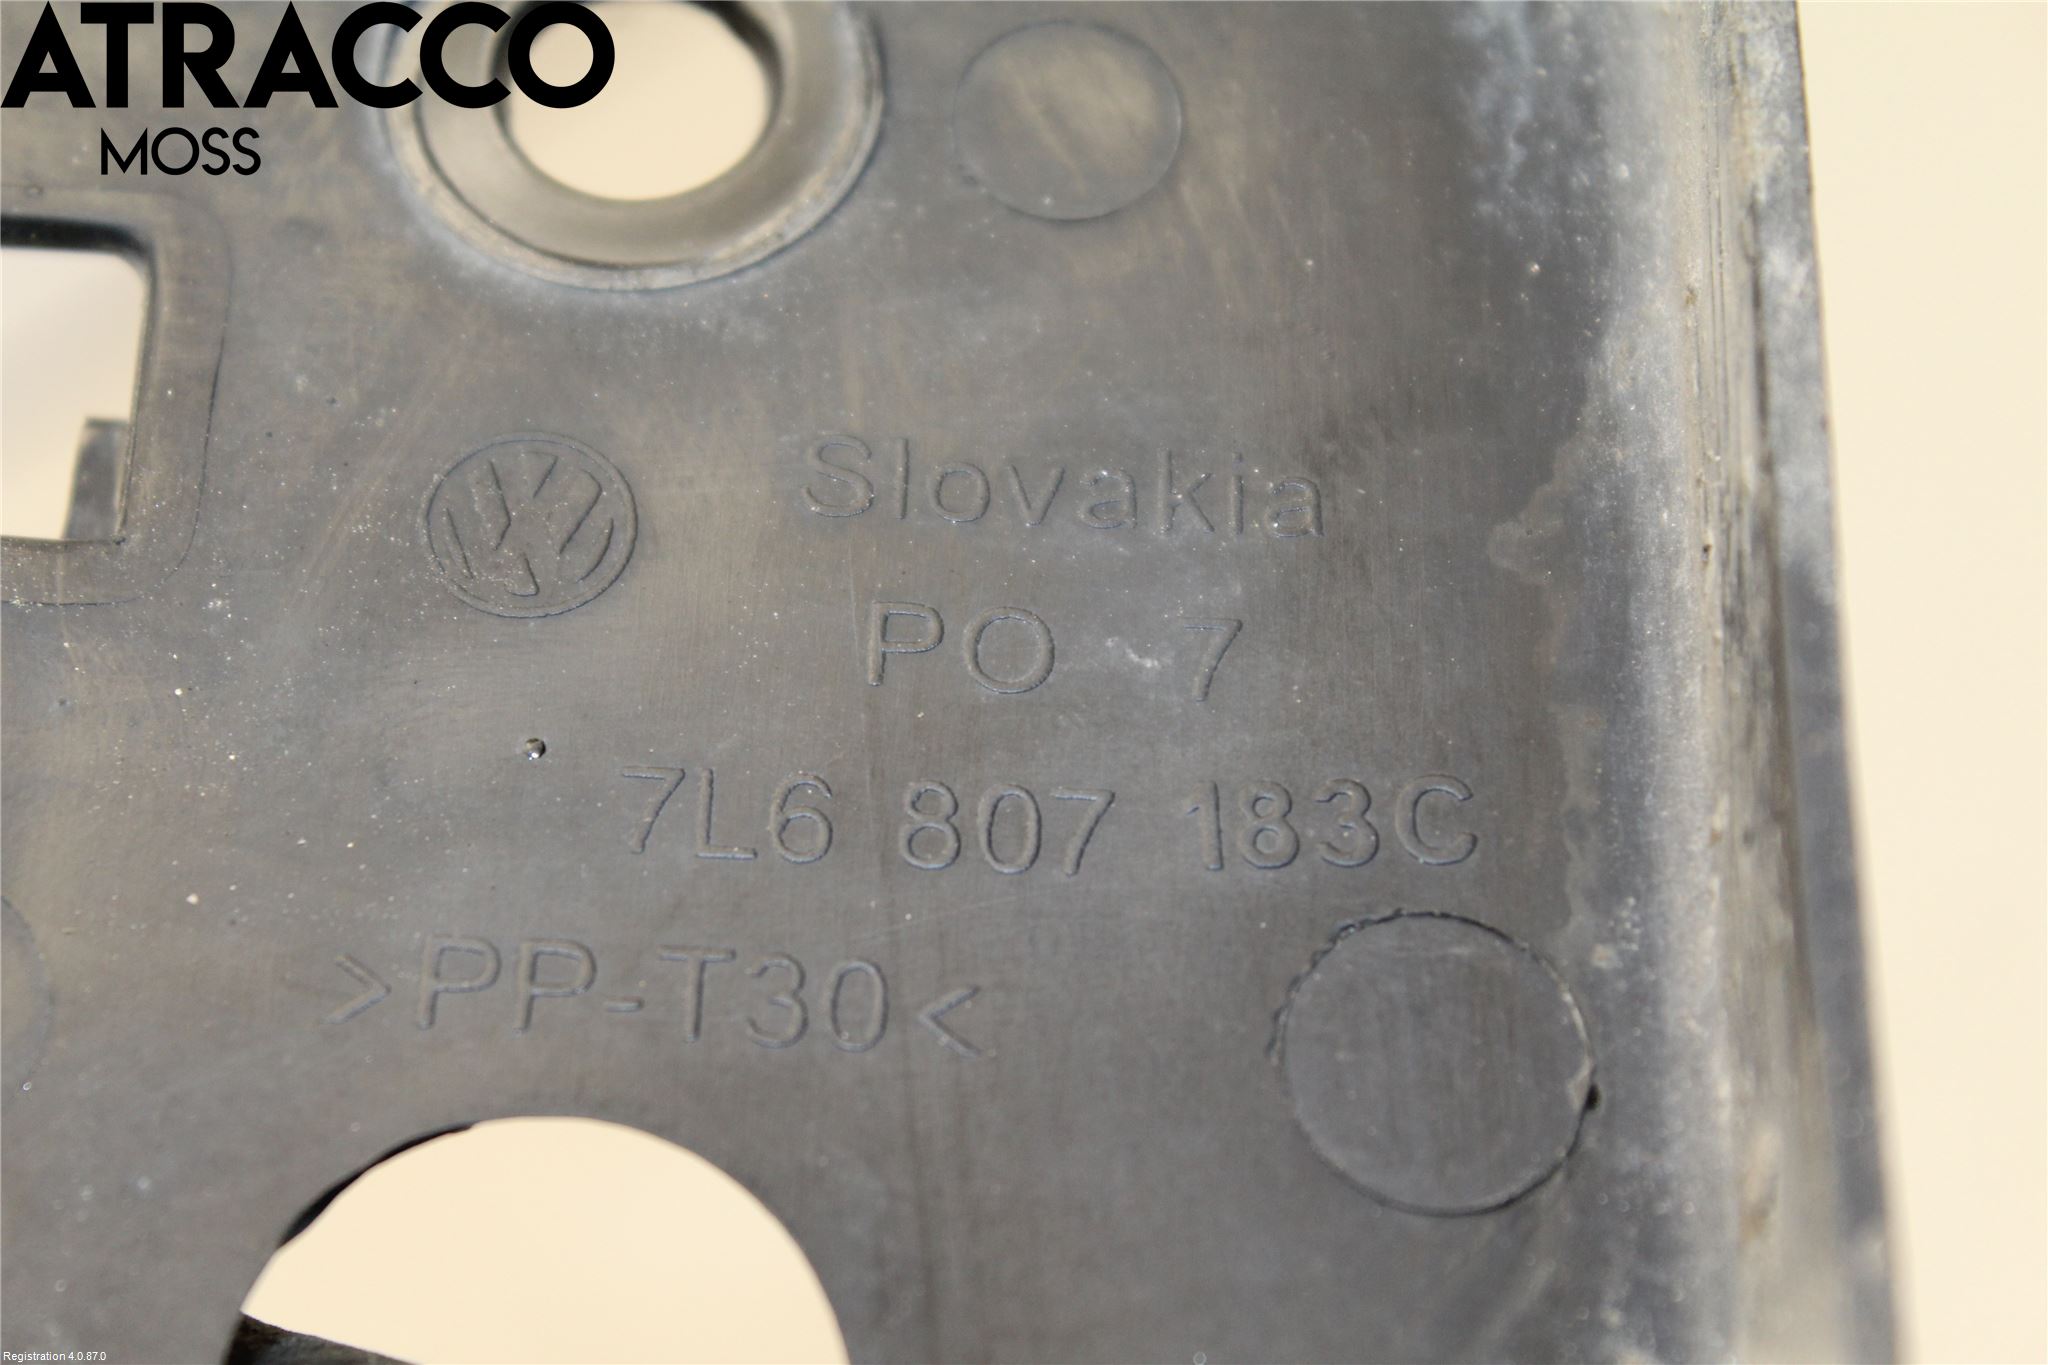 ATRACCO
MOSS
Slovakia
PO 7
7L6 807 183C
>PP-T30<
Registration 4.0.87.0